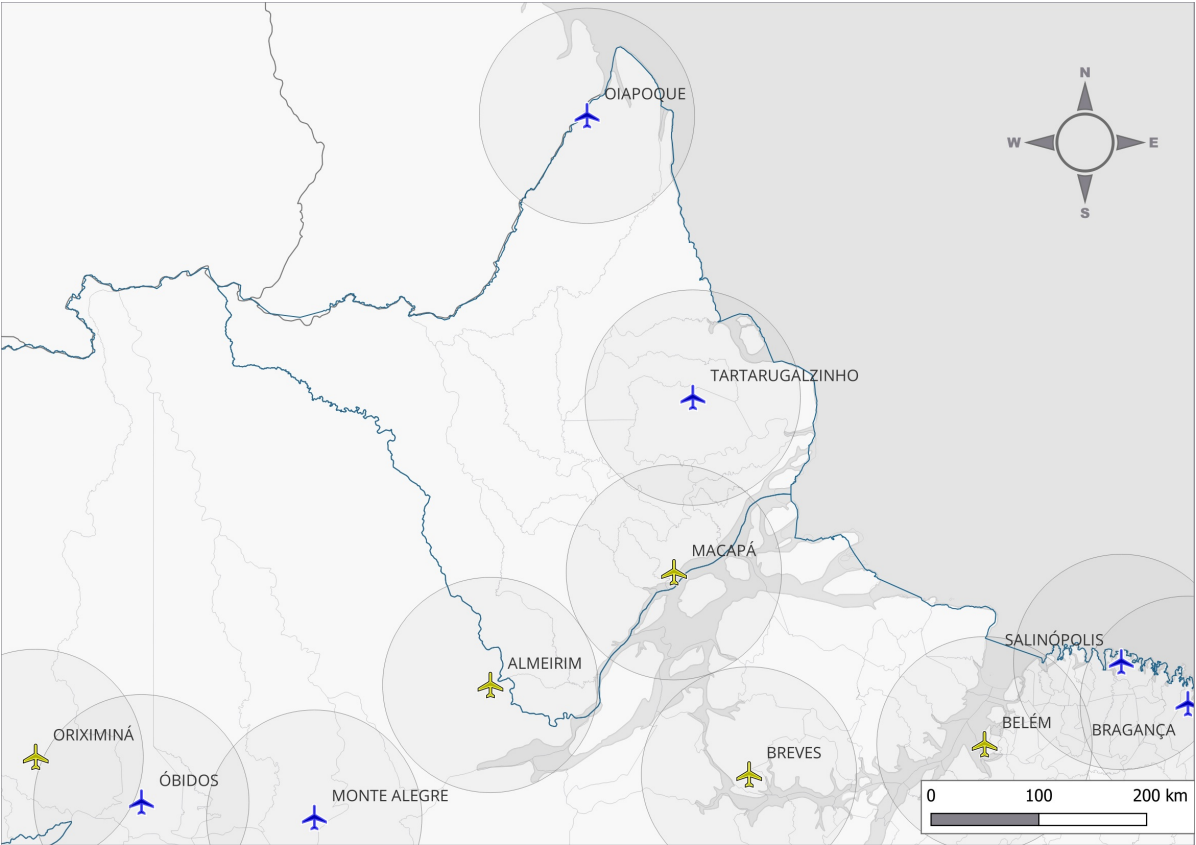 N
OIAPOQUE
W
E
S
TARTARUGALZINHO
MACAPÁ
SALINÓPOLIS
ALMEIRIM
BELÉM
BRAGANÇA
ORIXIMINÁ
BREVES
ÓBIDOS
MONTE ALEGRE
0 100 200 km